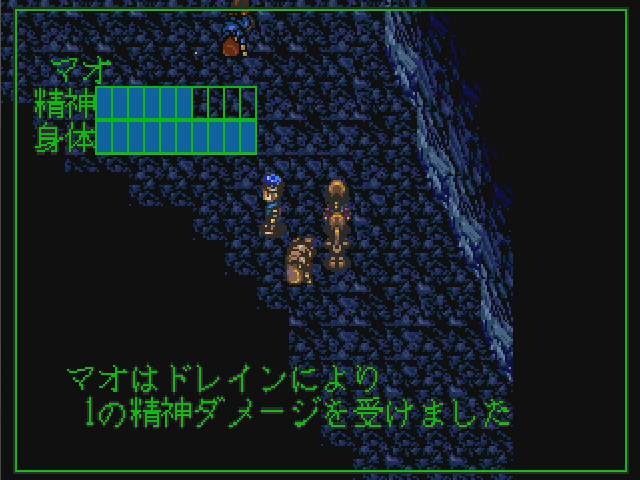 マオ
精神
身体
マオはドレインにより
1の精神ダメージを受けました